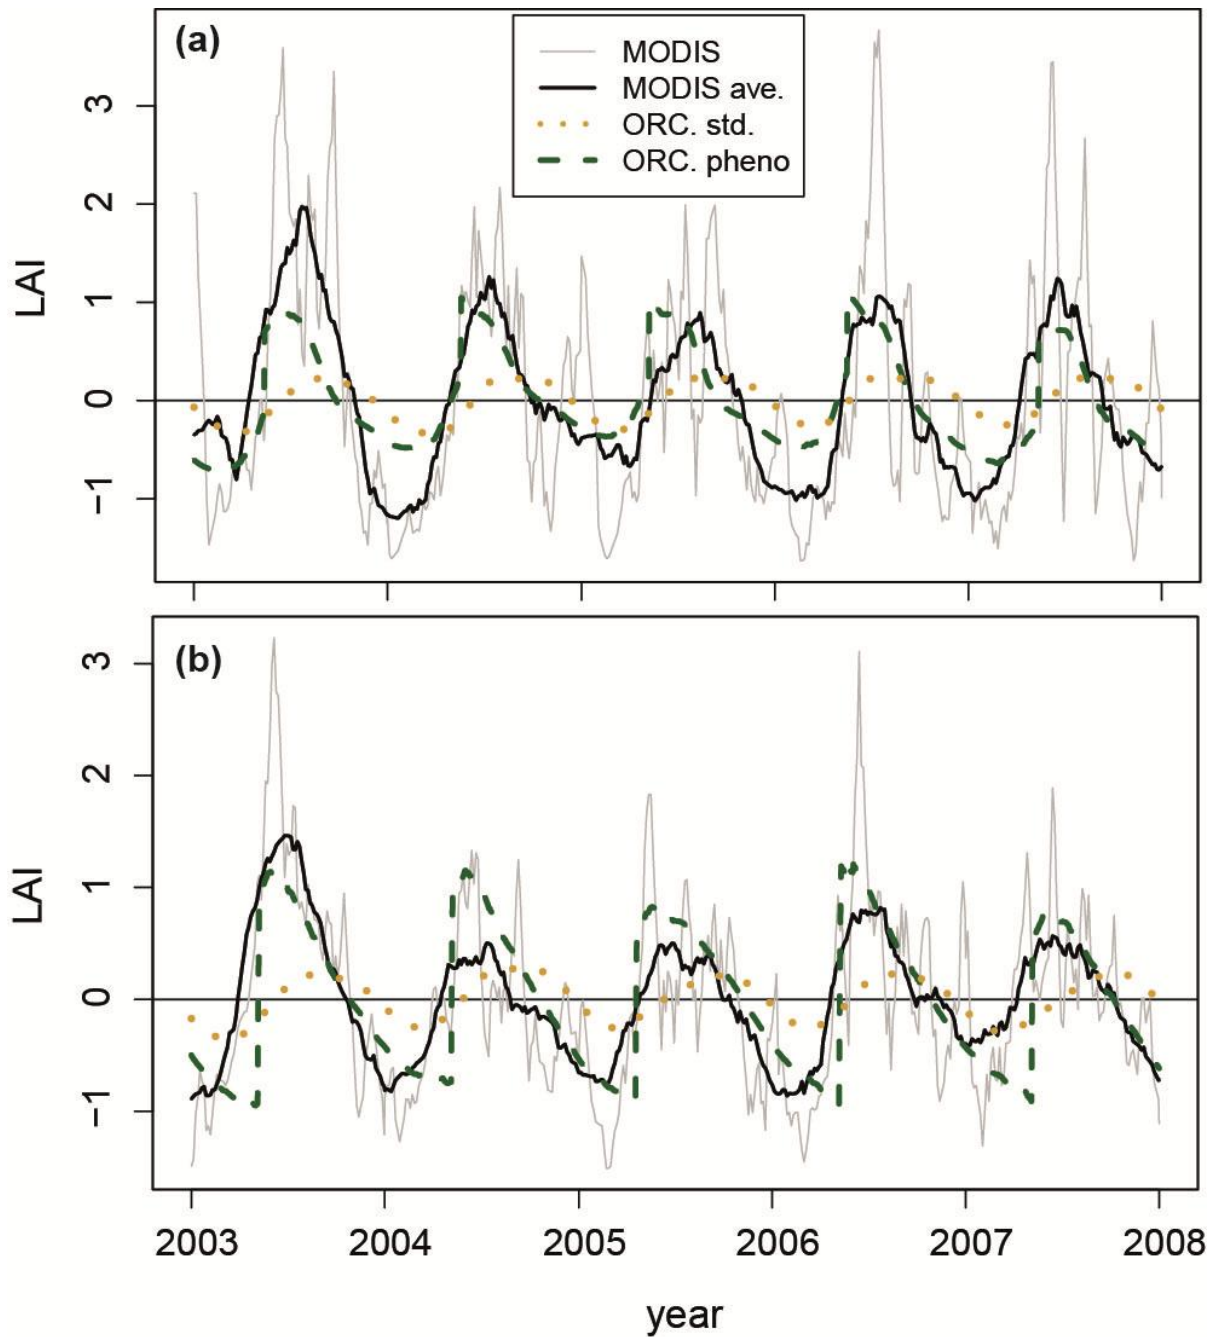 (a)
MODIS
MODIS ave.
ORC. std.
ORC. pheno
3
2
1
0
−1
LAI
(b)
3
2
1
0
−1
LAI
2003 2004 2005 2006 2007 2008
year